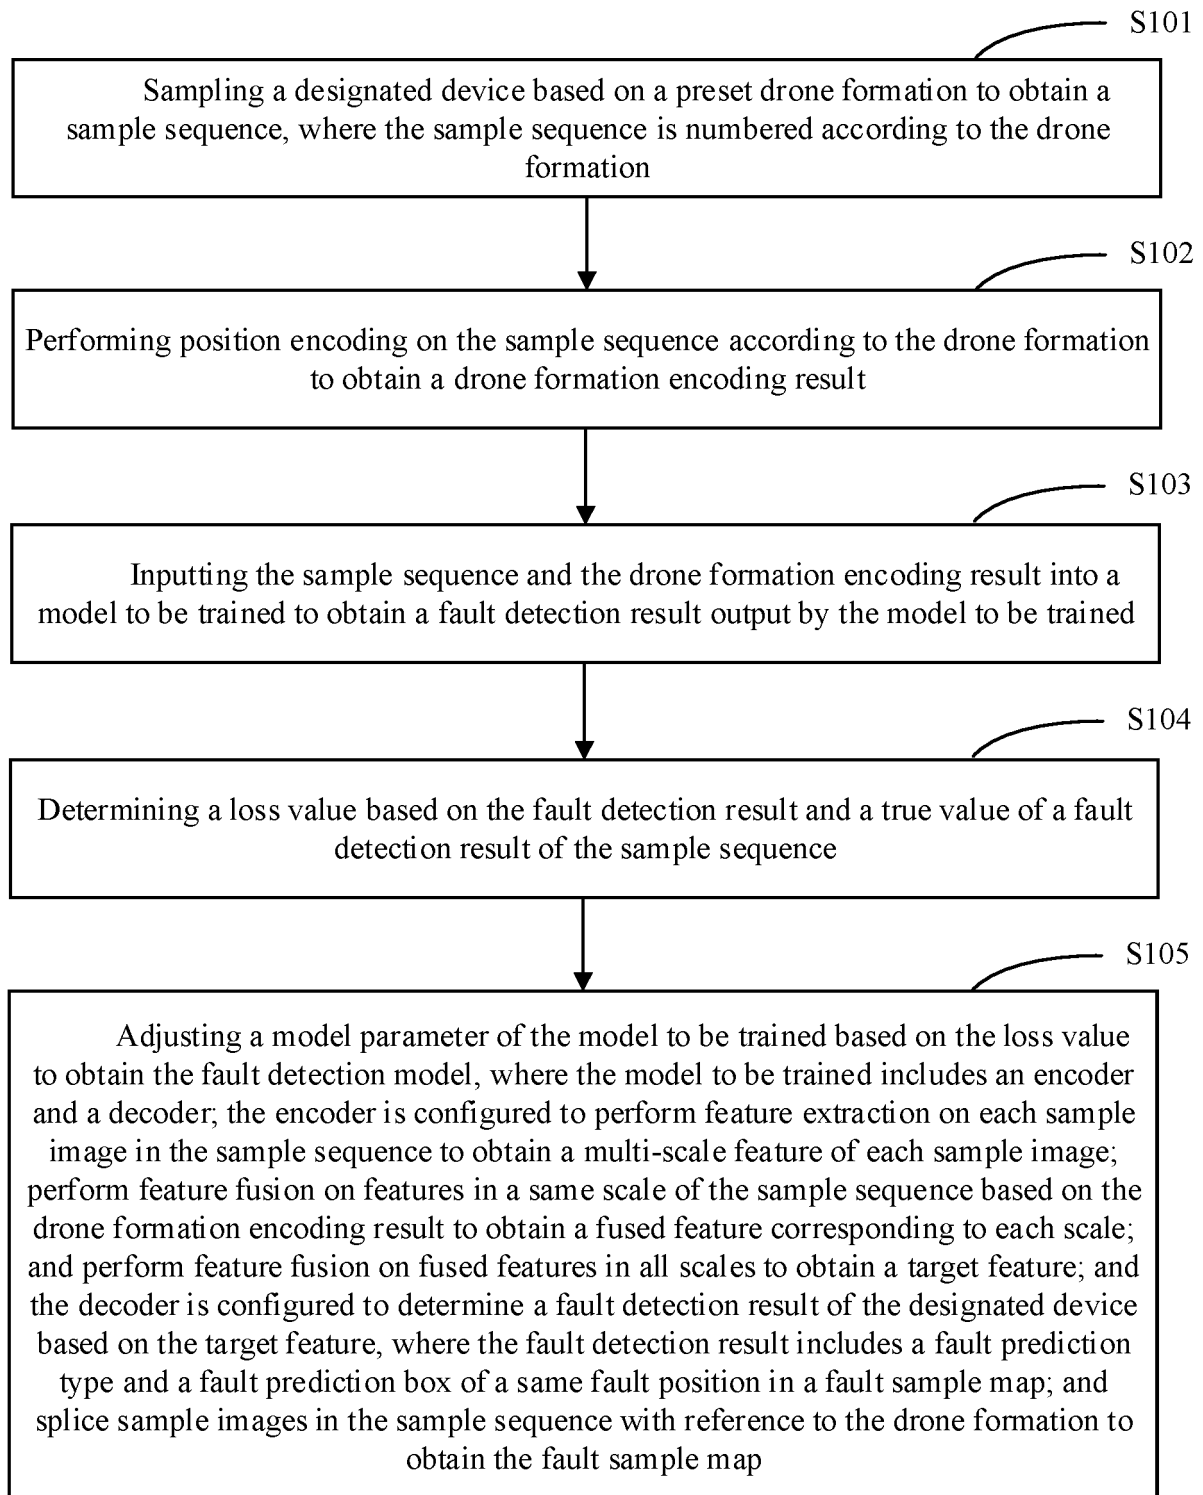 S101
Sampling a designated device based on a preset drone formation to obtain a
sample sequence, where the sample sequence is numbered according to the drone
formation
S102
Performing position encoding on the sample sequence according to the drone formation
to obtain a drone formation encoding result
S103
Inputting the sample sequence and the drone formation encoding result into a
model to be trained to obtain a fault detection result output by the model to be trained
S104
Determining a loss value based on the fault detection result and a true value of a fault
detection result of the sample sequence
S105
Adjusting a model parameter of the model to be trained based on the loss value
to obtain the fault detection model, where the model to be trained includes an encoder
and a decoder; the encoder is configured to perform feature extraction on each sample
image in the sample sequence to obtain a multi-scale feature of each sample image;
perform feature fusion on features in a same scale of the sample sequence based on the
drone formation encoding result to obtain a fused feature corresponding to each scale;
and perform feature fusion on fused features in all scales to obtain a target feature; and
the decoder is configured to determine a fault detection result of the designated device
based on the target feature, where the fault detection result includes a fault prediction
type and a fault prediction box of a same fault position in a fault sample map; and
splice sample images in the sample sequence with reference to the drone formation to
obtain the fault sample map